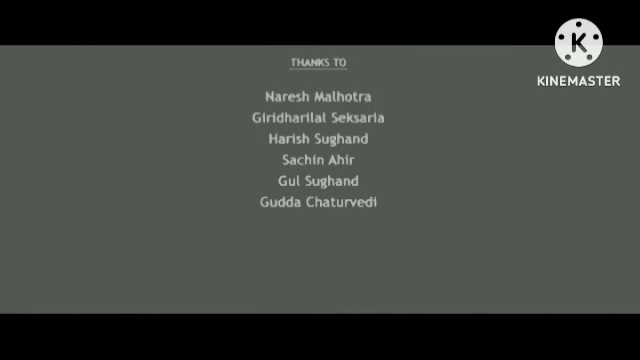 THANKS TO
Naresh Malhotra
Giridharilal Seksaria
Harish Sughand
Sachin Ahir
Gul Sughand
Gudda Chaturvedi
K
KINEMASTER